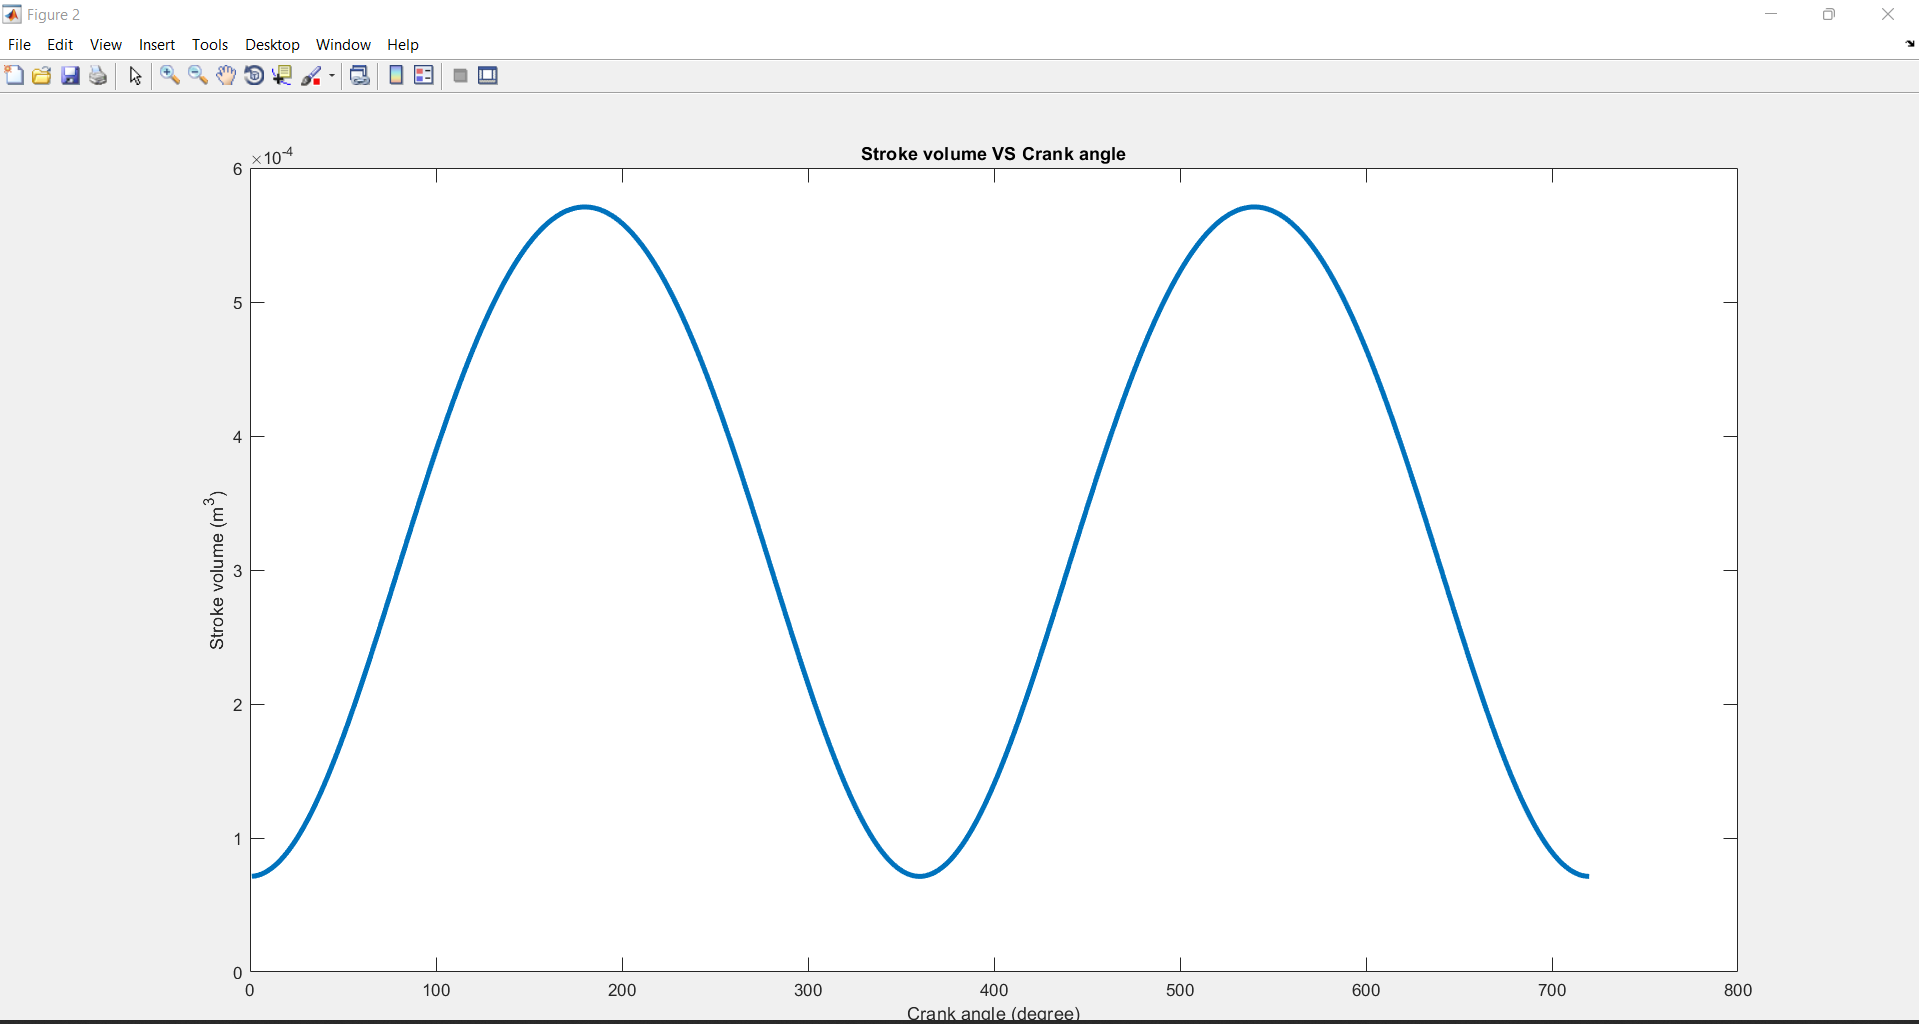 Figure 2
File Edit View Insert Tools Desktop Window Help
Stroke volume VS Crank angle
×10^-4
6
5
4
3
2
1
0
Stroke volume (m^3)
0 100 200 300 400 500 600 700 800
Crank angle (degree)